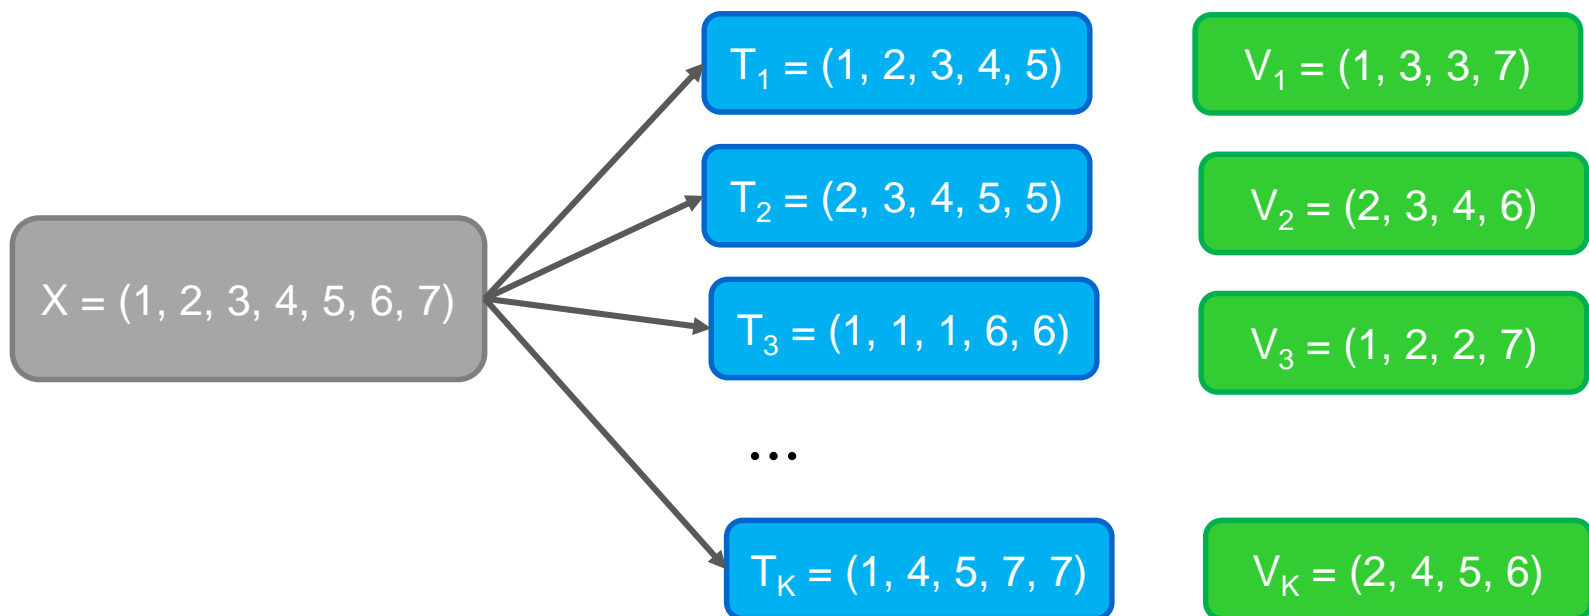 T₁ = (1, 2, 3, 4, 5)
V₁ = (1, 3, 3, 7)
T₂ = (2, 3, 4, 5, 5)
V₂ = (2, 3, 4, 6)
X = (1, 2, 3, 4, 5, 6, 7)
T₃ = (1, 1, 1, 6, 6)
V₃ = (1, 2, 2, 7)
...
T_K = (1, 4, 5, 7, 7)
V_K = (2, 4, 5, 6)